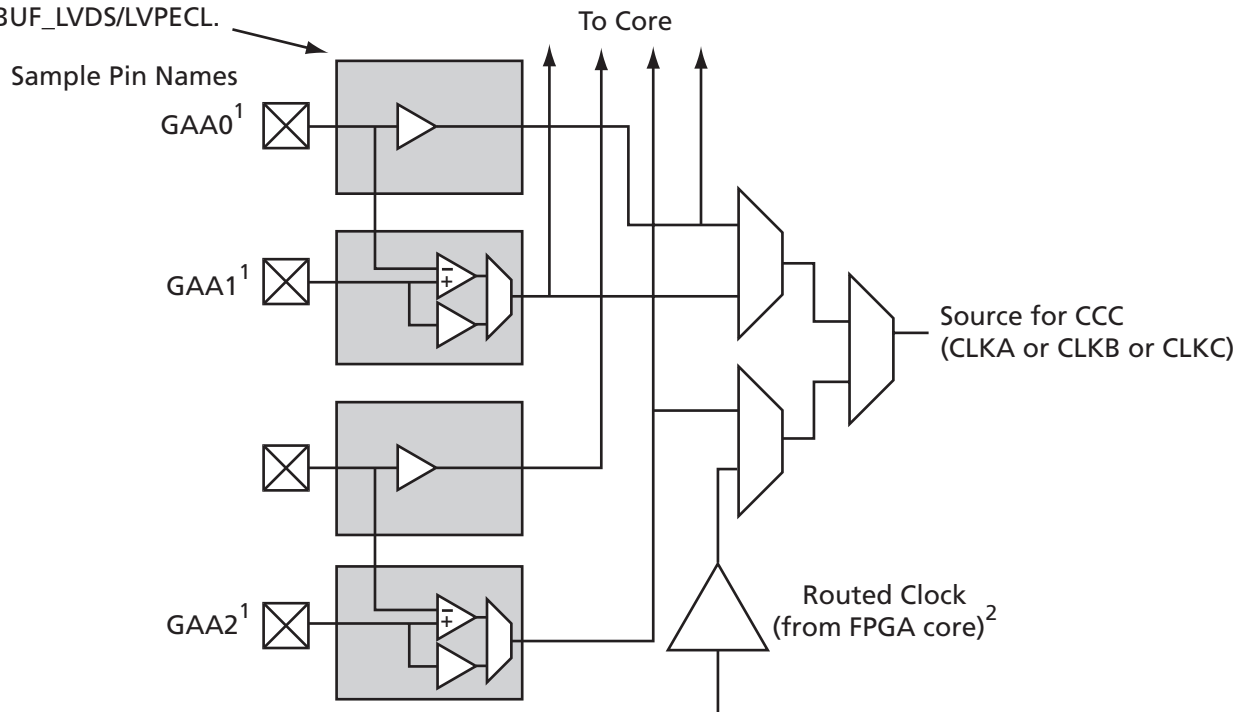 BUF_LVDS/LVPECL.
To Core
Sample Pin Names
GAA0¹
GAA1¹
- 
+
Source for CCC
(CLKA or CLKB or CLKC)
GAA2¹
-
+
Routed Clock
(from FPGA core)²